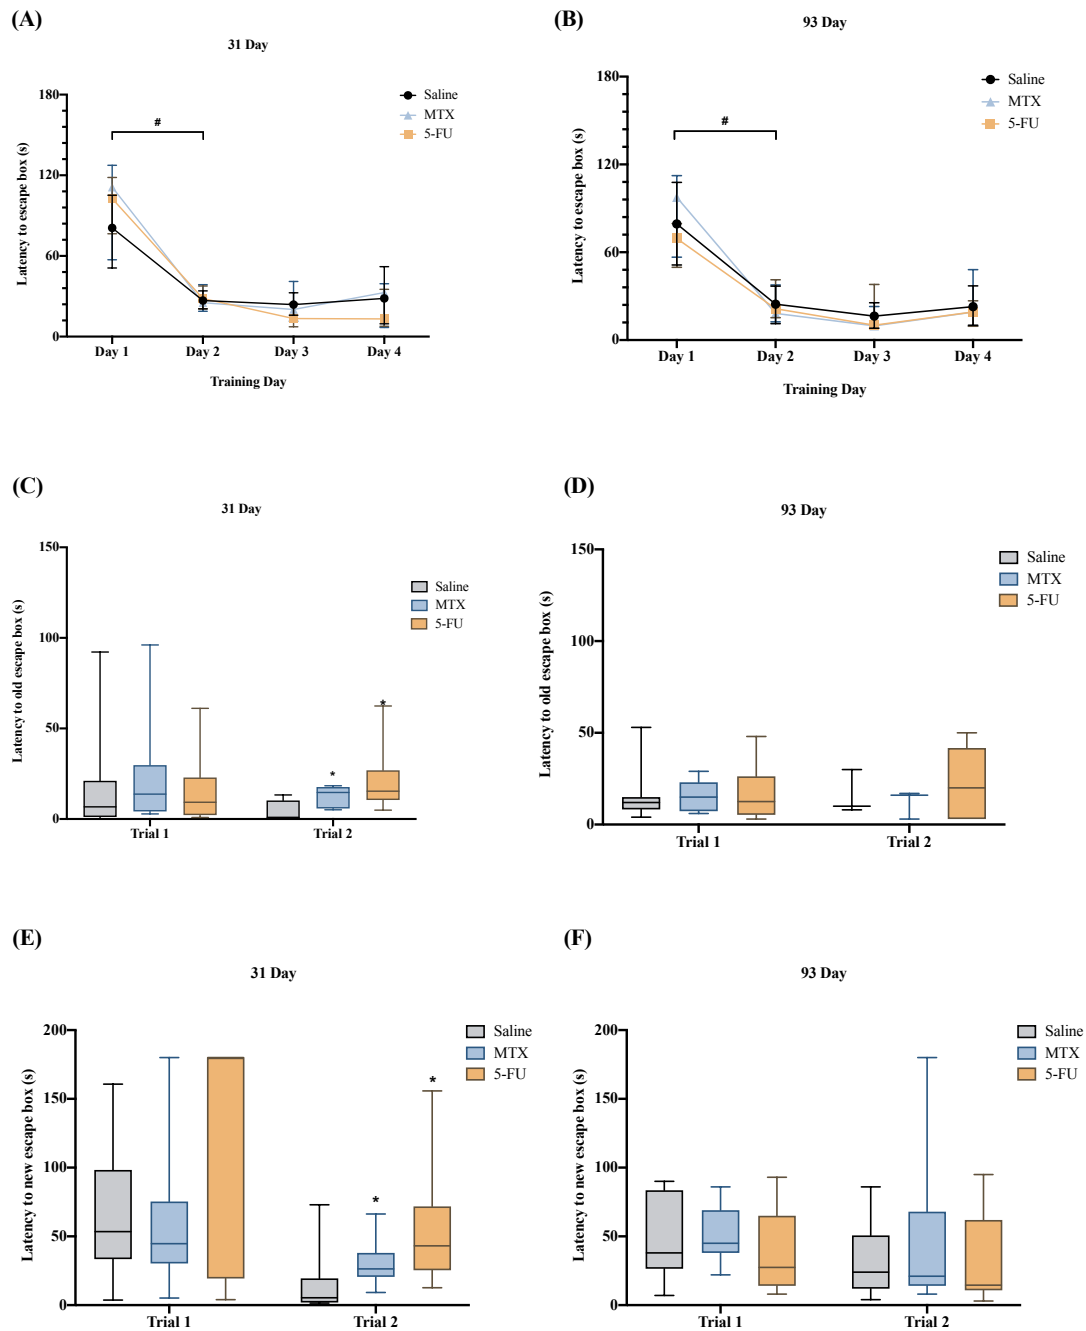 (A)
31 Day
Latency to escape box (s)
180
120
60
0
#
Saline
MTX
5-FU
Day 1 Day 2 Day 3 Day 4
Training Day
(B)
93 Day
Latency to escape box (s)
180
120
60
0
#
Saline
MTX
5-FU
Day 1 Day 2 Day 3 Day 4
Training Day
(C)
31 Day
Latency to old escape box (s)
150
100
50
0
Saline
MTX
5-FU
*
*
Trial 1 Trial 2
(D)
93 Day
Latency to old escape box (s)
150
100
50
0
Saline
MTX
5-FU
Trial 1 Trial 2
(E)
31 Day
Latency to new escape box (s)
200
150
100
50
0
Saline
MTX
5-FU
*
*
Trial 1 Trial 2
(F)
93 Day
Latency to new escape box (s)
200
150
100
50
0
Saline
MTX
5-FU
Trial 1 Trial 2